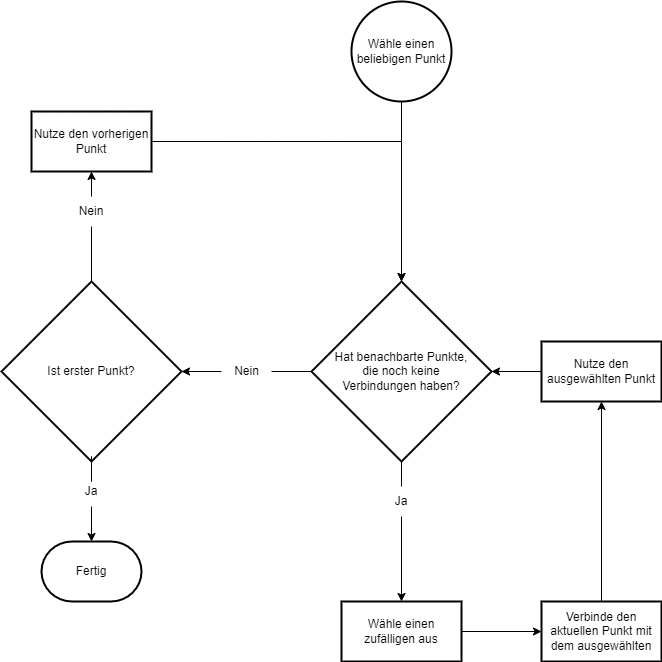 Wähle einen
beliebigen Punkt
Nutze den vorherigen
Punkt
Nein
Ist erster Punkt?
Nein
Hat benachbarte Punkte,
die noch keine
Verbindungen haben?
Nutze den
ausgewählten Punkt
Ja
Ja
Fertig
Wähle einen
zufälligen aus
Verbinde den
aktuellen Punkt mit
dem ausgewählten